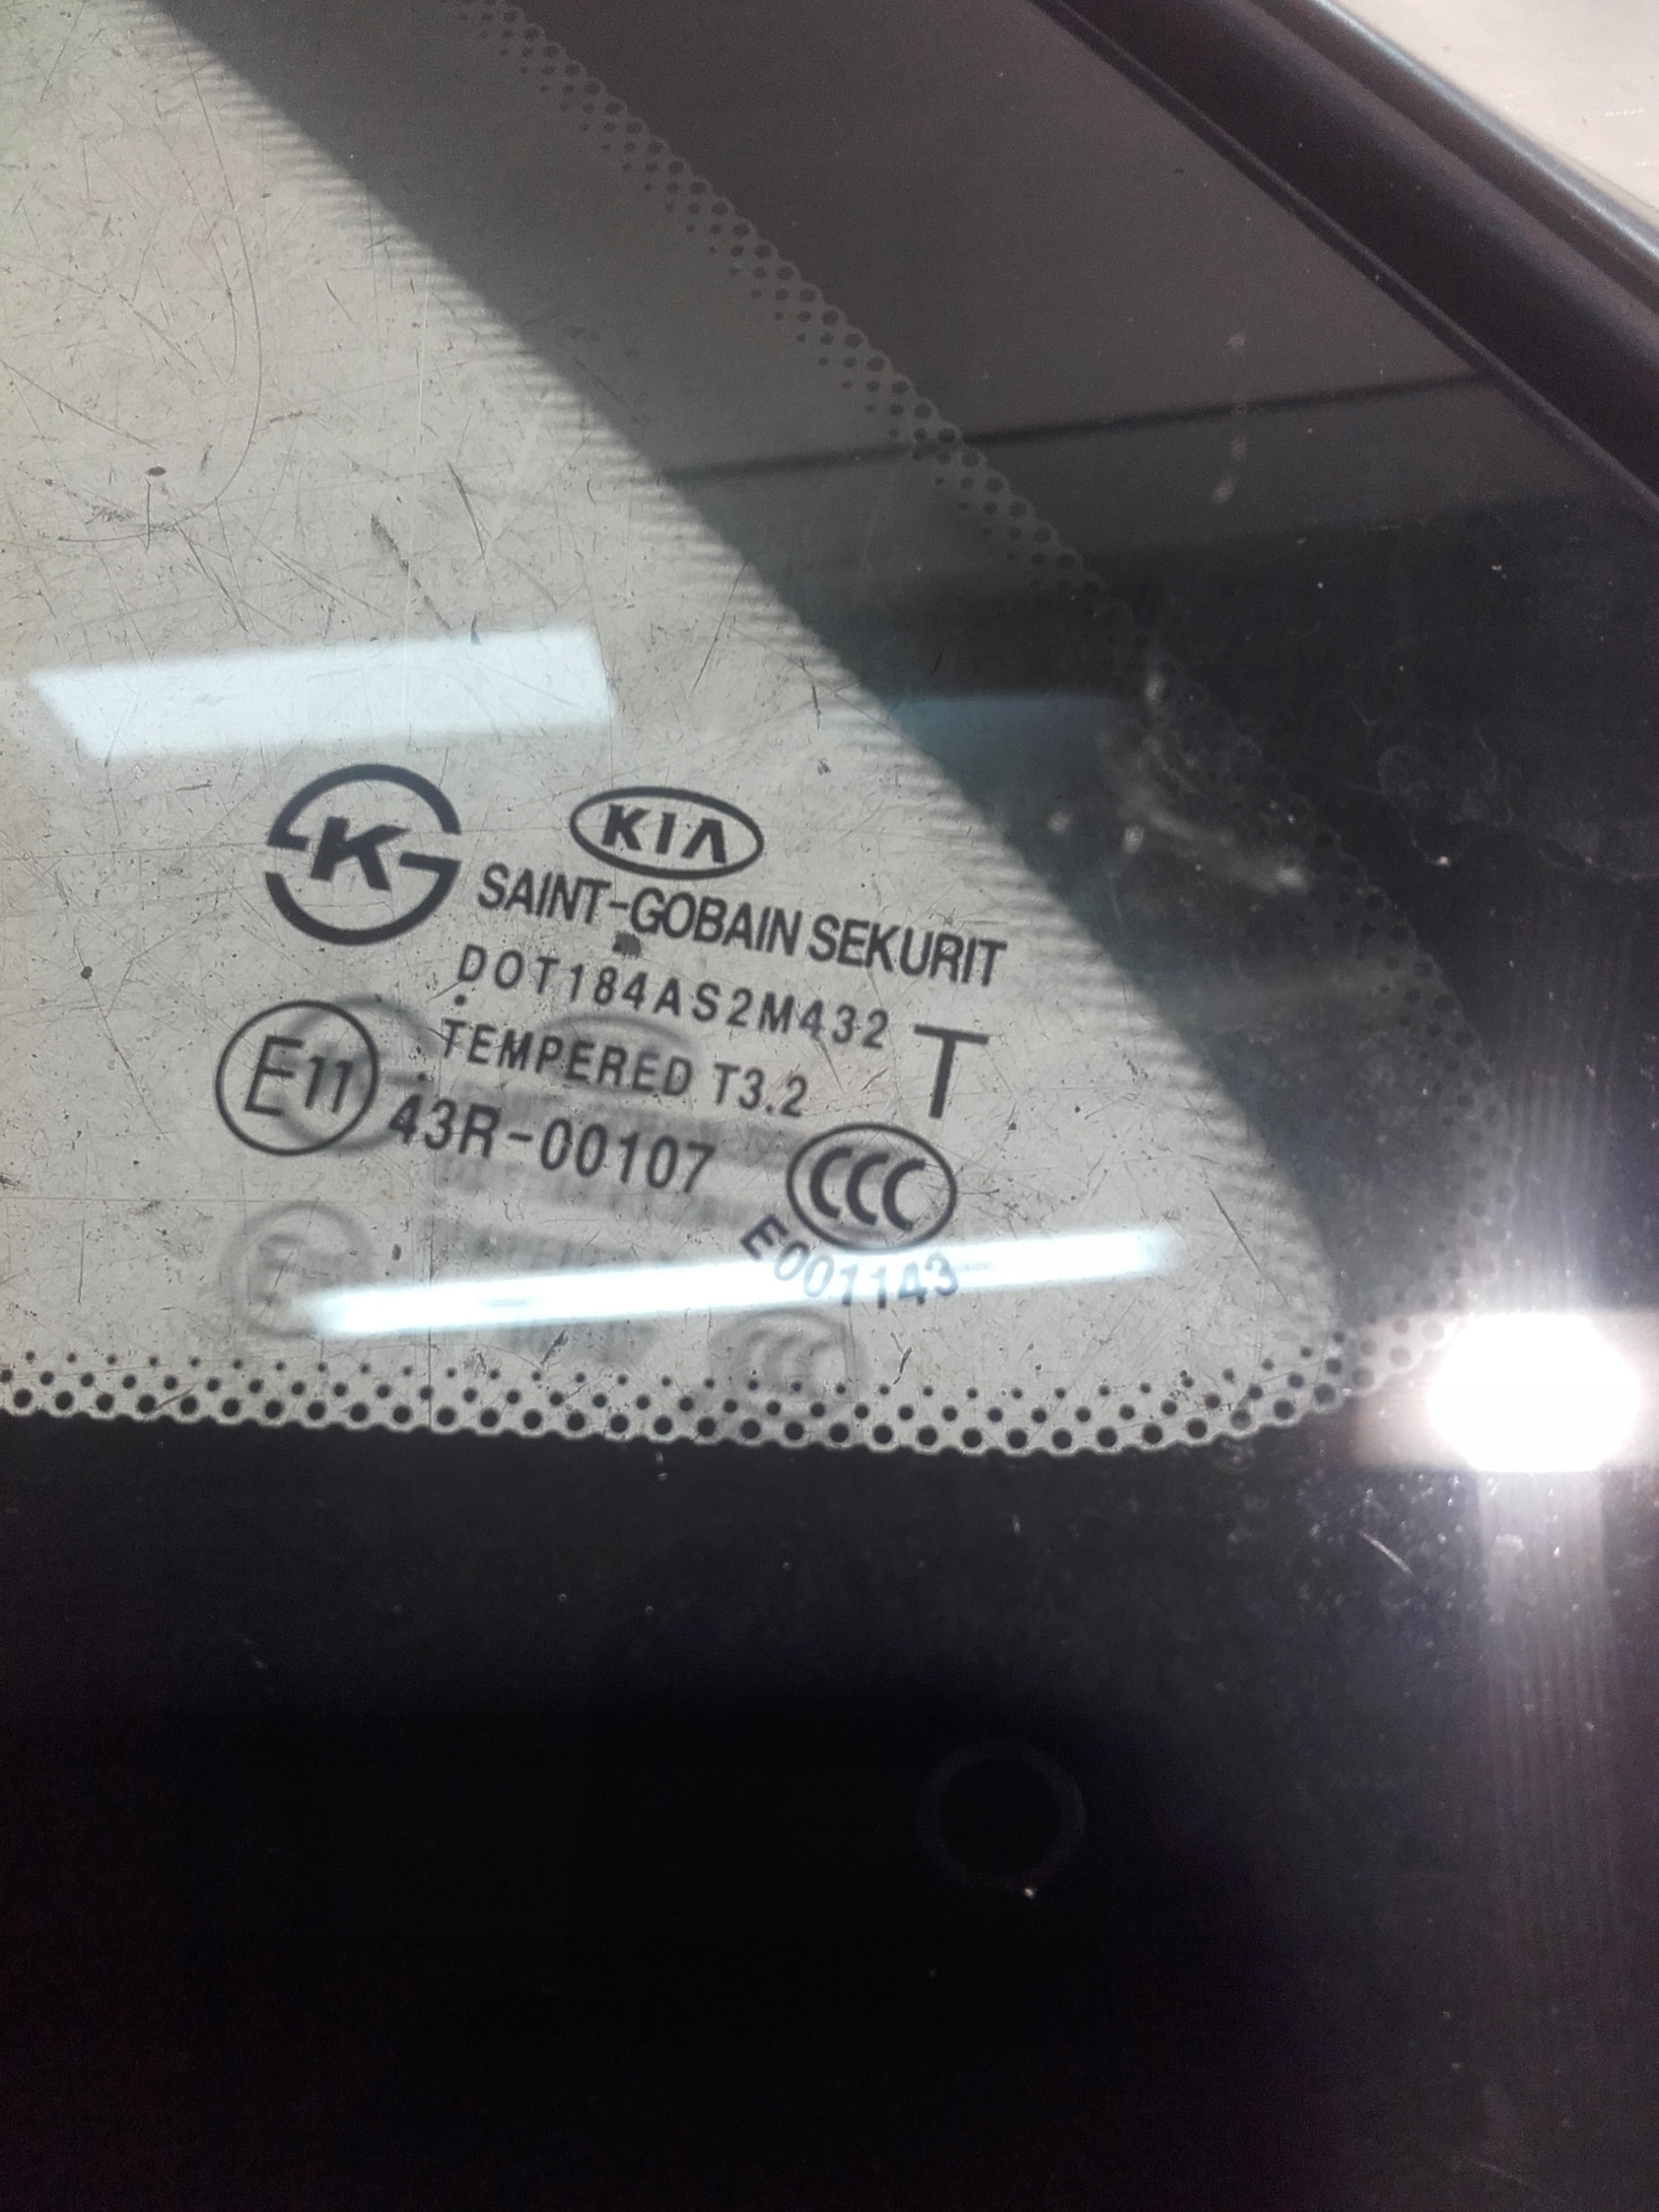 K
KIA
SAINT-GOBAIN SEKURIT
DOT184AS2M432
TEMPERED T3.2
T
E11
43R-00107
CCC
E001143